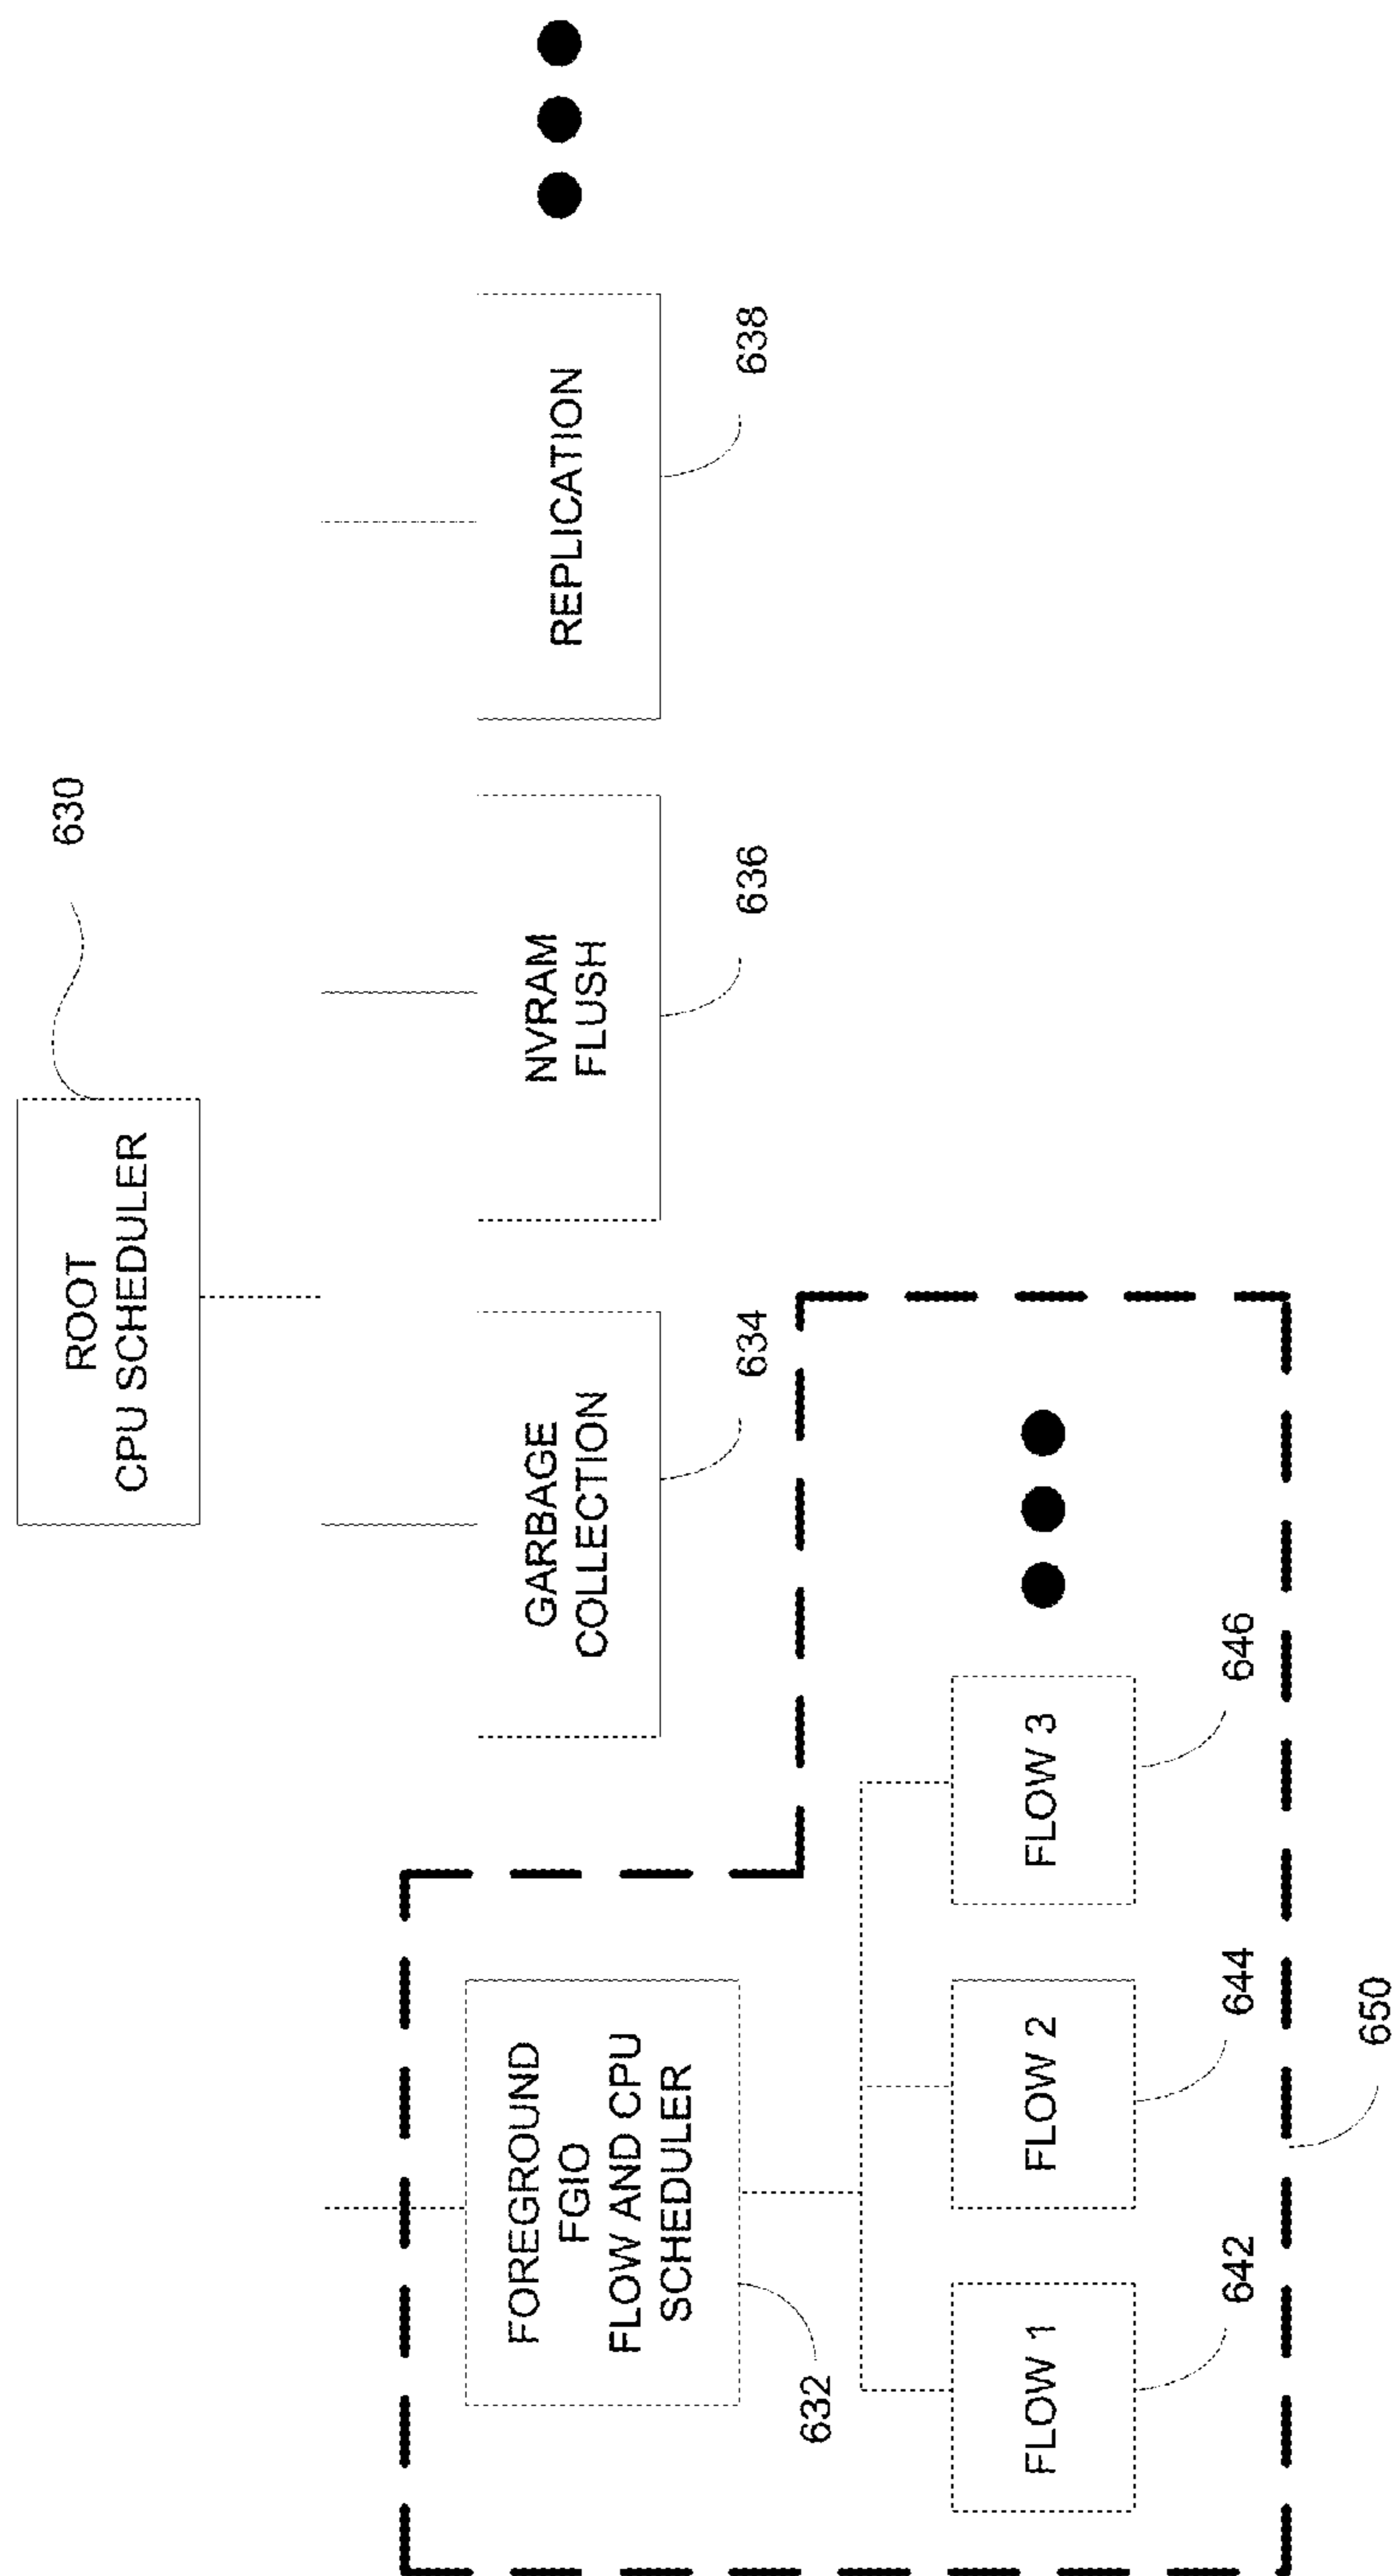 630
ROOT
CPU SCHEDULER
FOREGROUND
FGIO
FLOW AND CPU
SCHEDULER
632
GARBAGE
COLLECTION
634
NVRAM
FLUSH
636
REPLICATION
638
FLOW 1
642
FLOW 2
644
FLOW 3
646
650